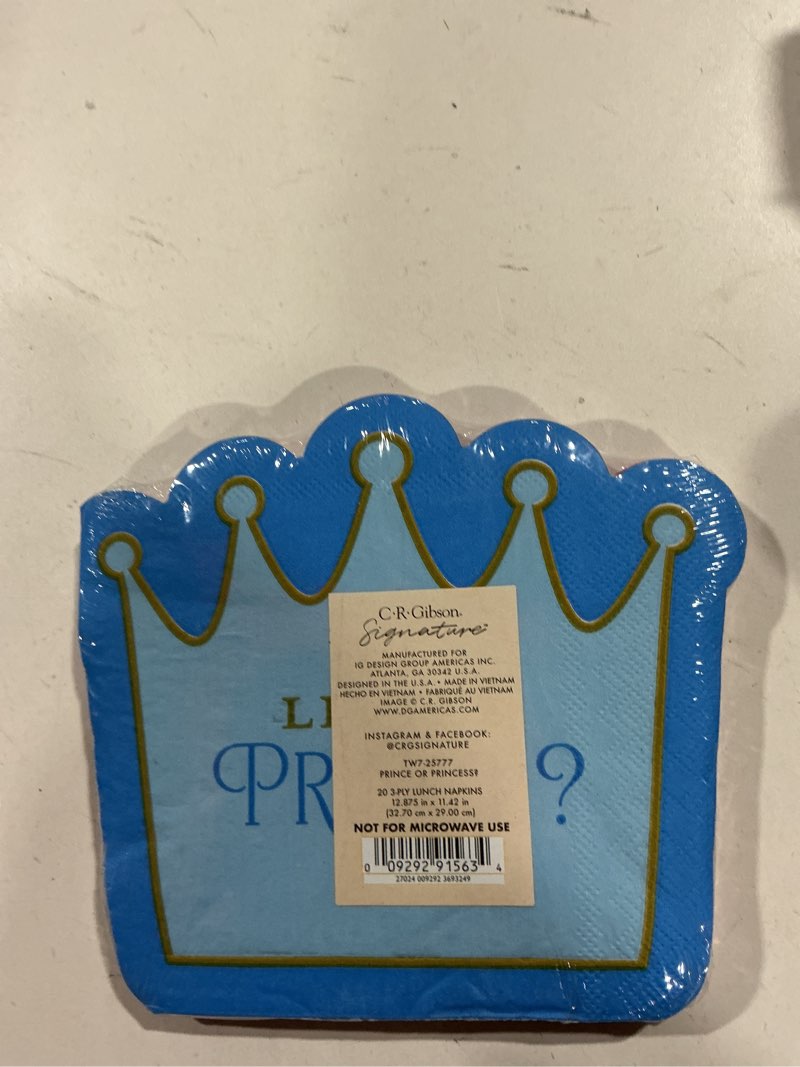 C·R·Gibson.
Signature™
MANUFACTURED FOR
IG DESIGN GROUP AMERICAS INC.
ATLANTA, GA 30342 U.S.A.
DESIGNED IN THE U.S.A. • MADE IN VIETNAM
HECHO EN VIETNAM • FABRIQUÉ AU VIETNAM
IMAGE © C.R. GIBSON
WWW.DGAMERICAS.COM
INSTAGRAM & FACEBOOK:
@CRGSIGNATURE
TW7-25777
PRINCE OR PRINCESS?
20 3-PLY LUNCH NAPKINS
12.875 in x 11.42 in
(32.70 cm x 29.00 cm)
NOT FOR MICROWAVE USE
0 09292 91563 4
27024 009292 3693249
LI
PR ?